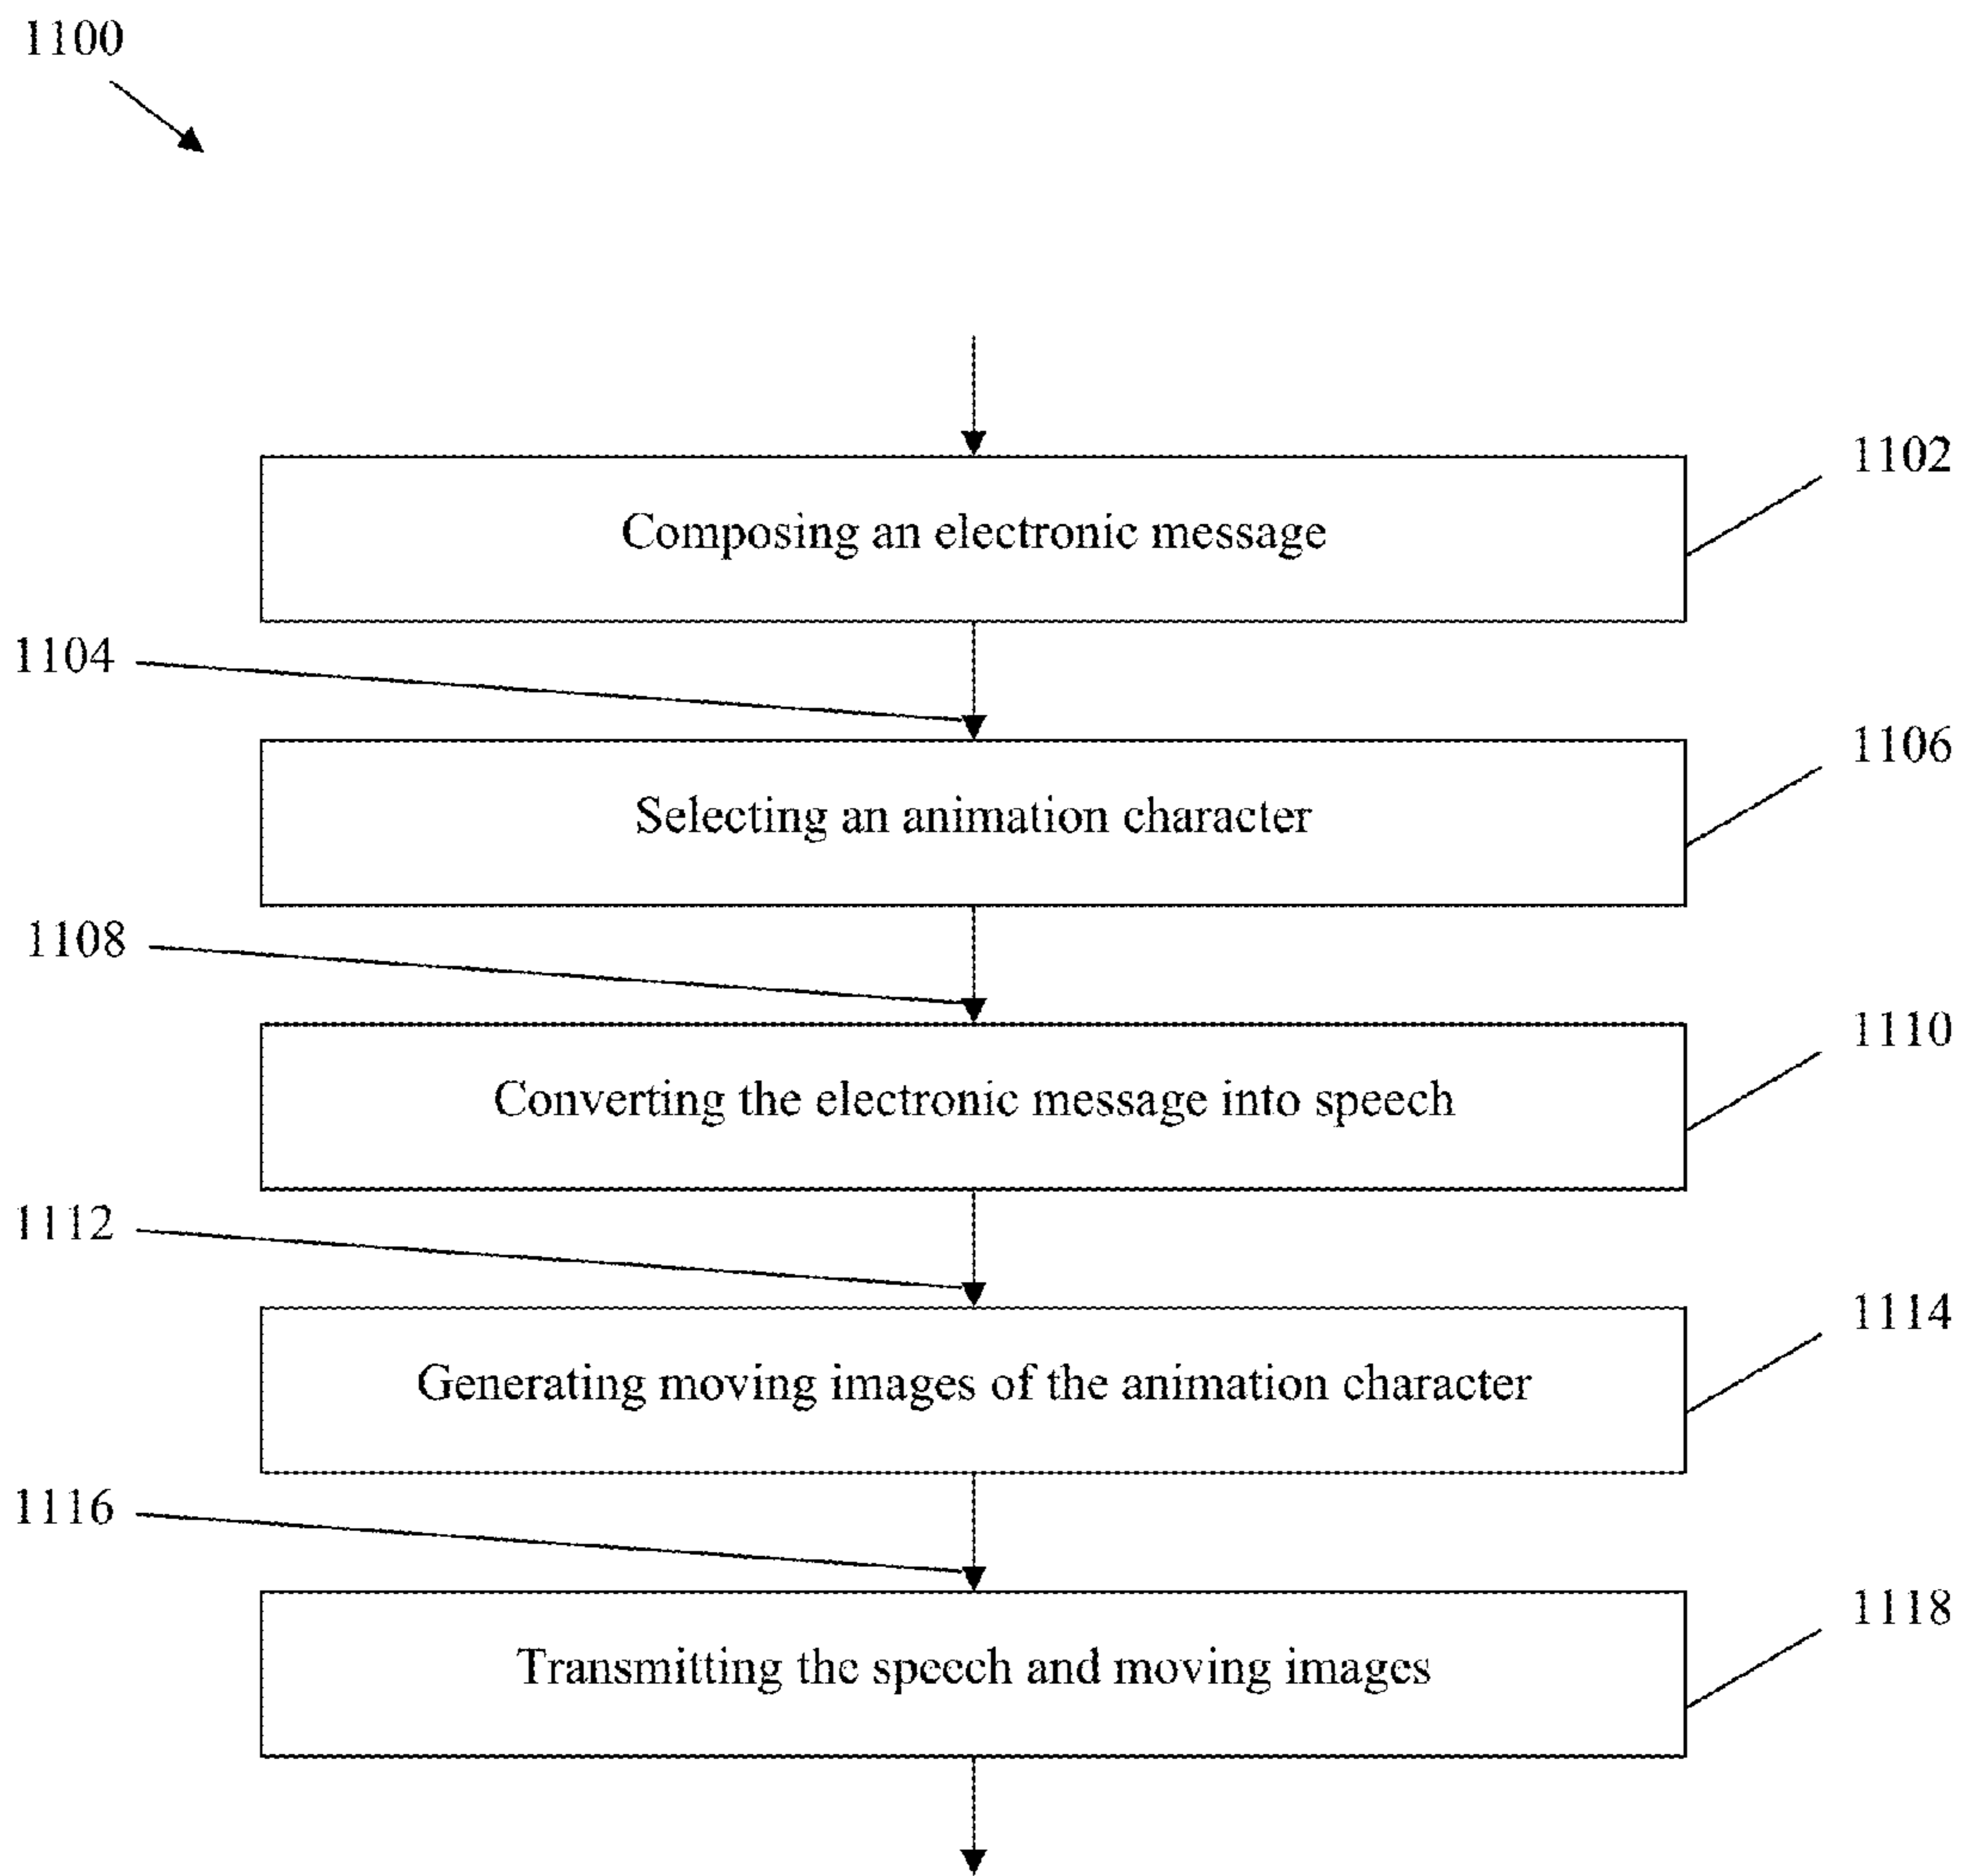 1100
1102
Composing an electronic message
1104
1106
Selecting an animation character
1108
1110
Converting the electronic message into speech
1112
1114
Generating moving images of the animation character
1116
1118
Transmitting the speech and moving images